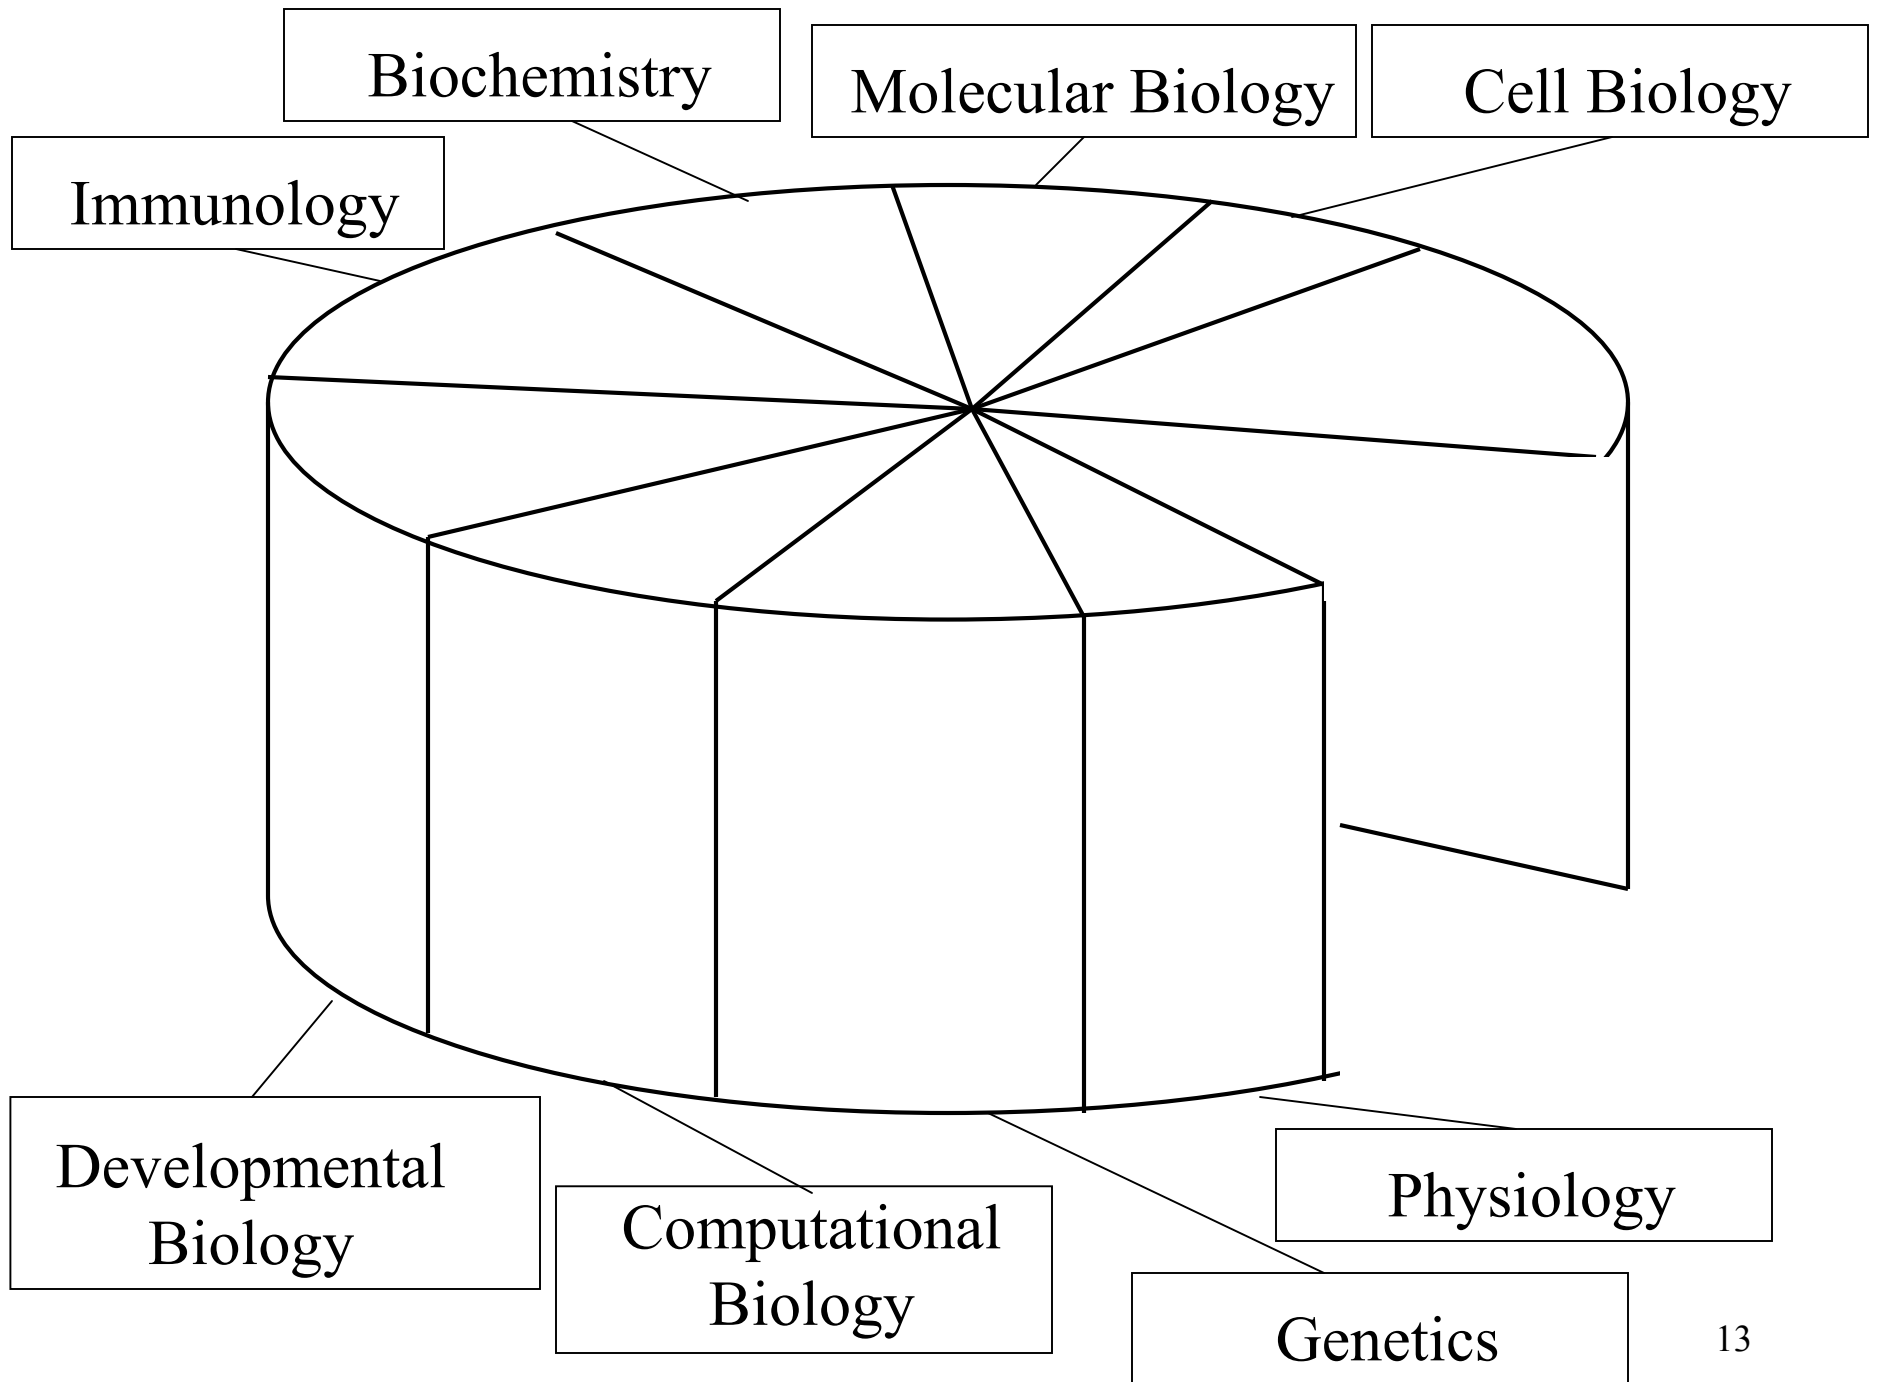 Biochemistry
Molecular Biology
Cell Biology
Immunology
Developmental
Biology
Computational
Biology
Physiology
Genetics
13